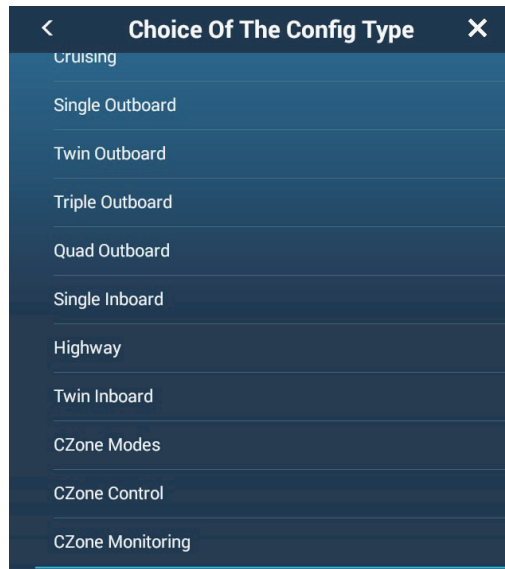 Choice Of The Config Type
Cruising
Single Outboard
Twin Outboard
Triple Outboard
Quad Outboard
Single Inboard
Highway
Twin Inboard
CZone Modes
CZone Control
CZone Monitoring